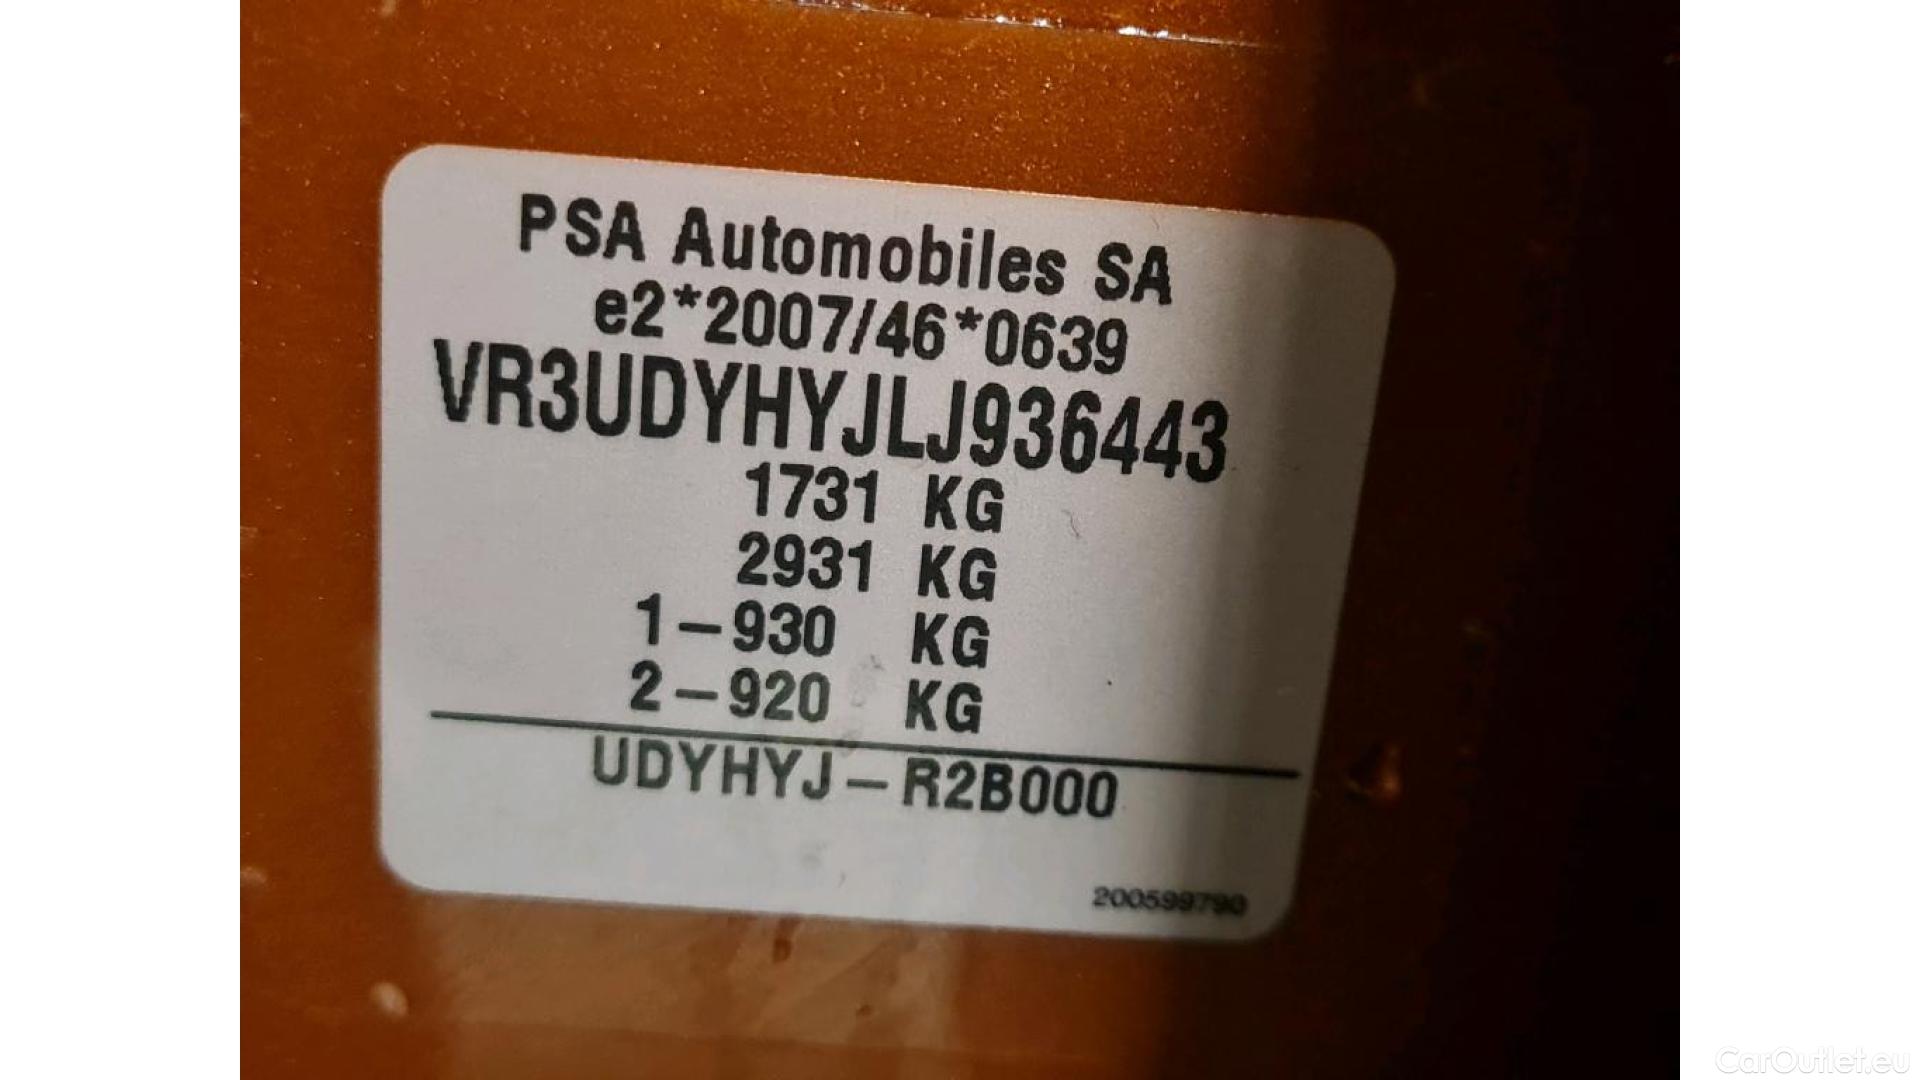 PSA Automobiles SA
e2*2007/46*0639
VR3UDYHYJLJ936443
1731 KG
2931 KG
1-930 KG
2-920 KG
UDYHYJ-R2B000
200599790
CarOutlet.eu